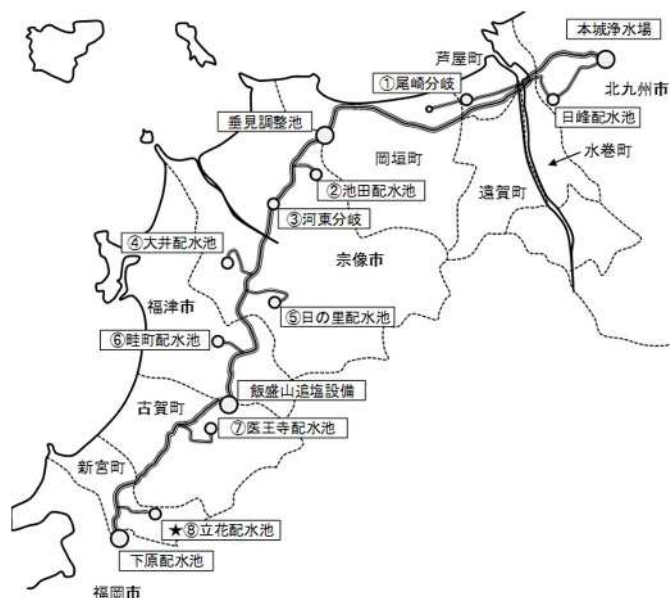 本城浄水場
芦屋町
①尾崎分岐
北九州市
日峰配水池
垂見調整池
岡垣町
水巻町
遠賀町
②池田配水池
③河東分岐
④大井配水池
宗像市
福津市
⑤日の里配水池
⑥畦町配水池
飯盛山追塩設備
古賀町
⑦医王寺配水池
新宮町
★⑧立花配水池
下原配水池
福岡市